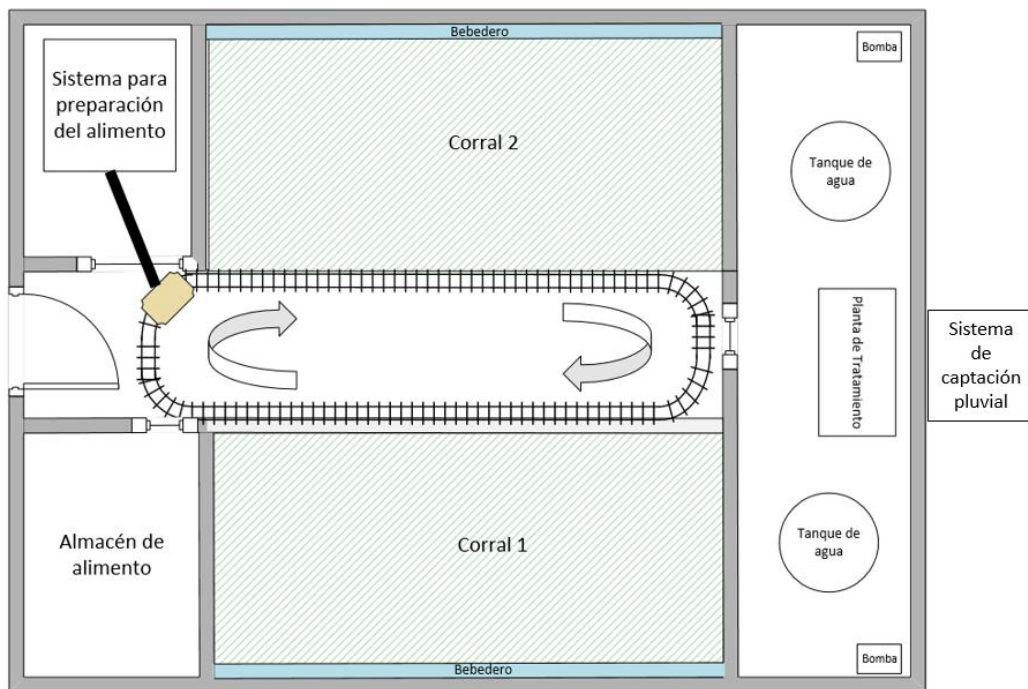 Bebedero
Bomba
Sistema para
preparación
del alimento
Corral 2
Tanque de
agua
Planta de Tratamiento
Sistema
de
captación
pluvial
Almacén de
alimento
Corral 1
Tanque de
agua
Bebedero
Bomba